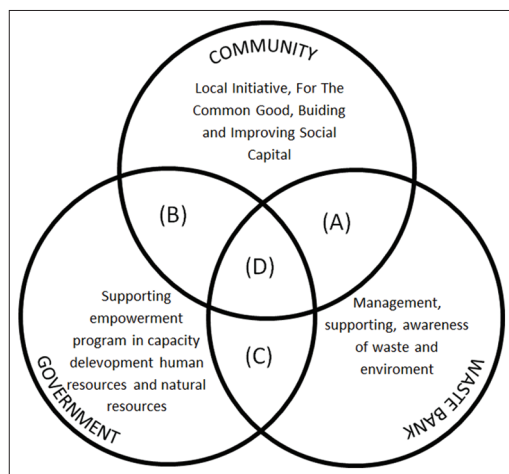 COMMUNITY
Local Initiative, For The
Common Good, Buiding
and Improving Social
Capital
(B)
(A)
(D)
Supporting
empowerment
program in capacity
delevopment human
resources and natural
resources
Management,
supporting, awareness
of waste and
enviroment
(C)
GOVERNMENT
WASTE BANK